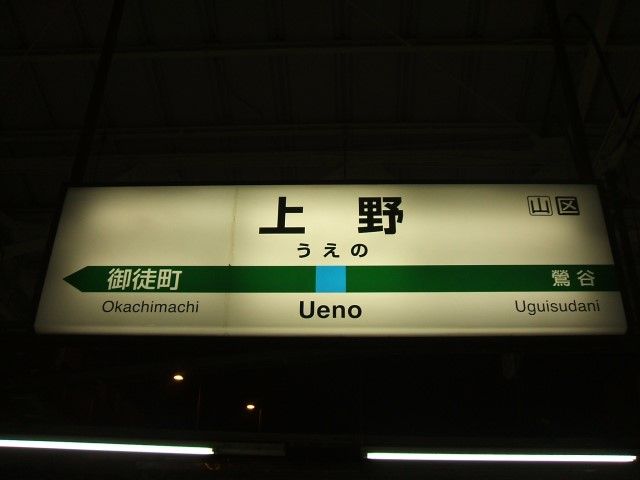 上野
山区
うえの
御徒町
鶯谷
Okachimachi
Ueno
Uguisudani